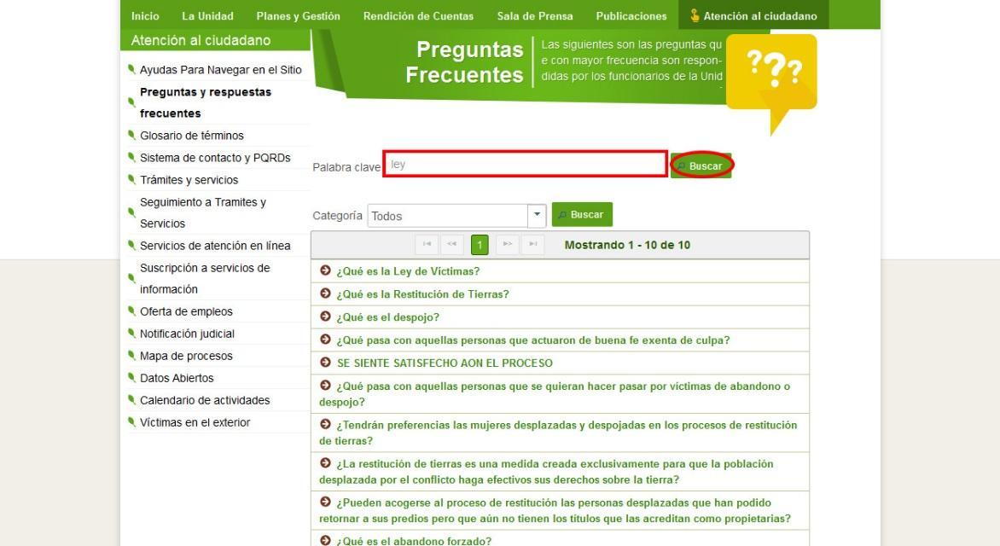 Inicio La Unidad Planes y Gestión Rendición de Cuentas Sala de Prensa Publicaciones Atención al ciudadano
Atención al ciudadano
Ayudas Para Navegar en el Sitio
Preguntas y respuestas
frecuentes
Glosario de términos
Sistema de contacto y PQRDs
Trámites y servicios
Seguimiento a Tramites y
Servicios
Servicios de atención en línea
Suscripción a servicios de
información
Oferta de empleos
Notificación judicial
Mapa de procesos
Datos Abiertos
Calendario de actividades
Víctimas en el exterior
Preguntas
Frecuentes
Las siguientes son las preguntas qu
e con mayor frecuencia son respon-
didas por los funcionarios de la Unid
-
???
Palabra clave ley Buscar
Categoría Todos Buscar
1 Mostrando 1 - 10 de 10
¿Qué es la Ley de Víctimas?
¿Qué es la Restitución de Tierras?
¿Qué es el despojo?
¿Qué pasa con aquellas personas que actuaron de buena fe exenta de culpa?
SE SIENTE SATISFECHO AON EL PROCESO
¿Qué pasa con aquellas personas que se quieran hacer pasar por víctimas de abandono o
despojo?
¿Tendrán preferencias las mujeres desplazadas y despojadas en los procesos de restitución
de tierras?
¿La restitución de tierras es una medida creada exclusivamente para que la población
desplazada por el conflicto haga efectivos sus derechos sobre la tierra?
¿Pueden acogerse al proceso de restitución las personas desplazadas que han podido
retornar a sus predios pero que aún no tienen los títulos que las acreditan como propietarias?
¿Qué es el abandono forzado?